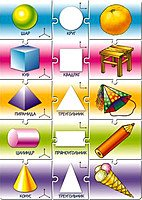 ШАР
КРУГ
КУБ
КВАДРАТ
ПИРАМИДА
ТРЕУГОЛЬНИК
ЦИЛИНДР
ПРЯМОУГОЛЬНИК
КОНУС
ТРЕУГОЛЬНИК